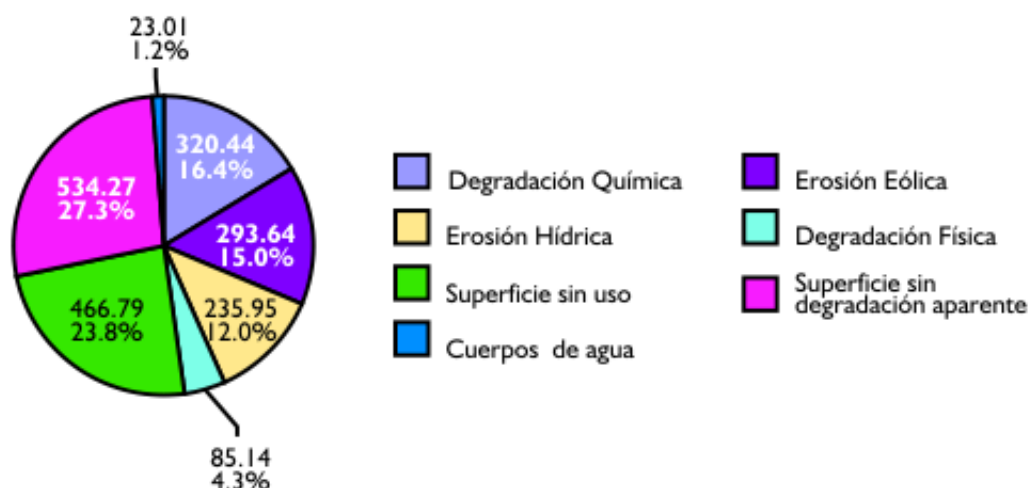 23.01
1.2%
320.44
16.4%
534.27
27.3%
293.64
15.0%
466.79
23.8%
235.95
12.0%
85.14
4.3%
Degradación Química
Erosión Hídrica
Superficie sin uso
Cuerpos de agua
Erosión Eólica
Degradación Física
Superficie sin
degradación aparente